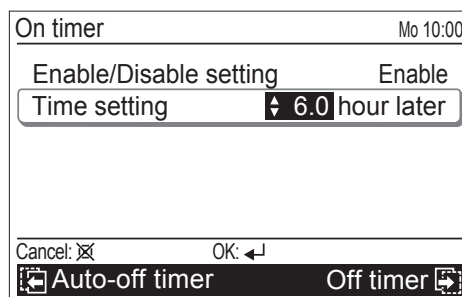 On timer Mo 10:00
Enable/Disable setting Enable
Time setting 6.0 hour later
Cancel: OK:
Auto-off timer Off timer